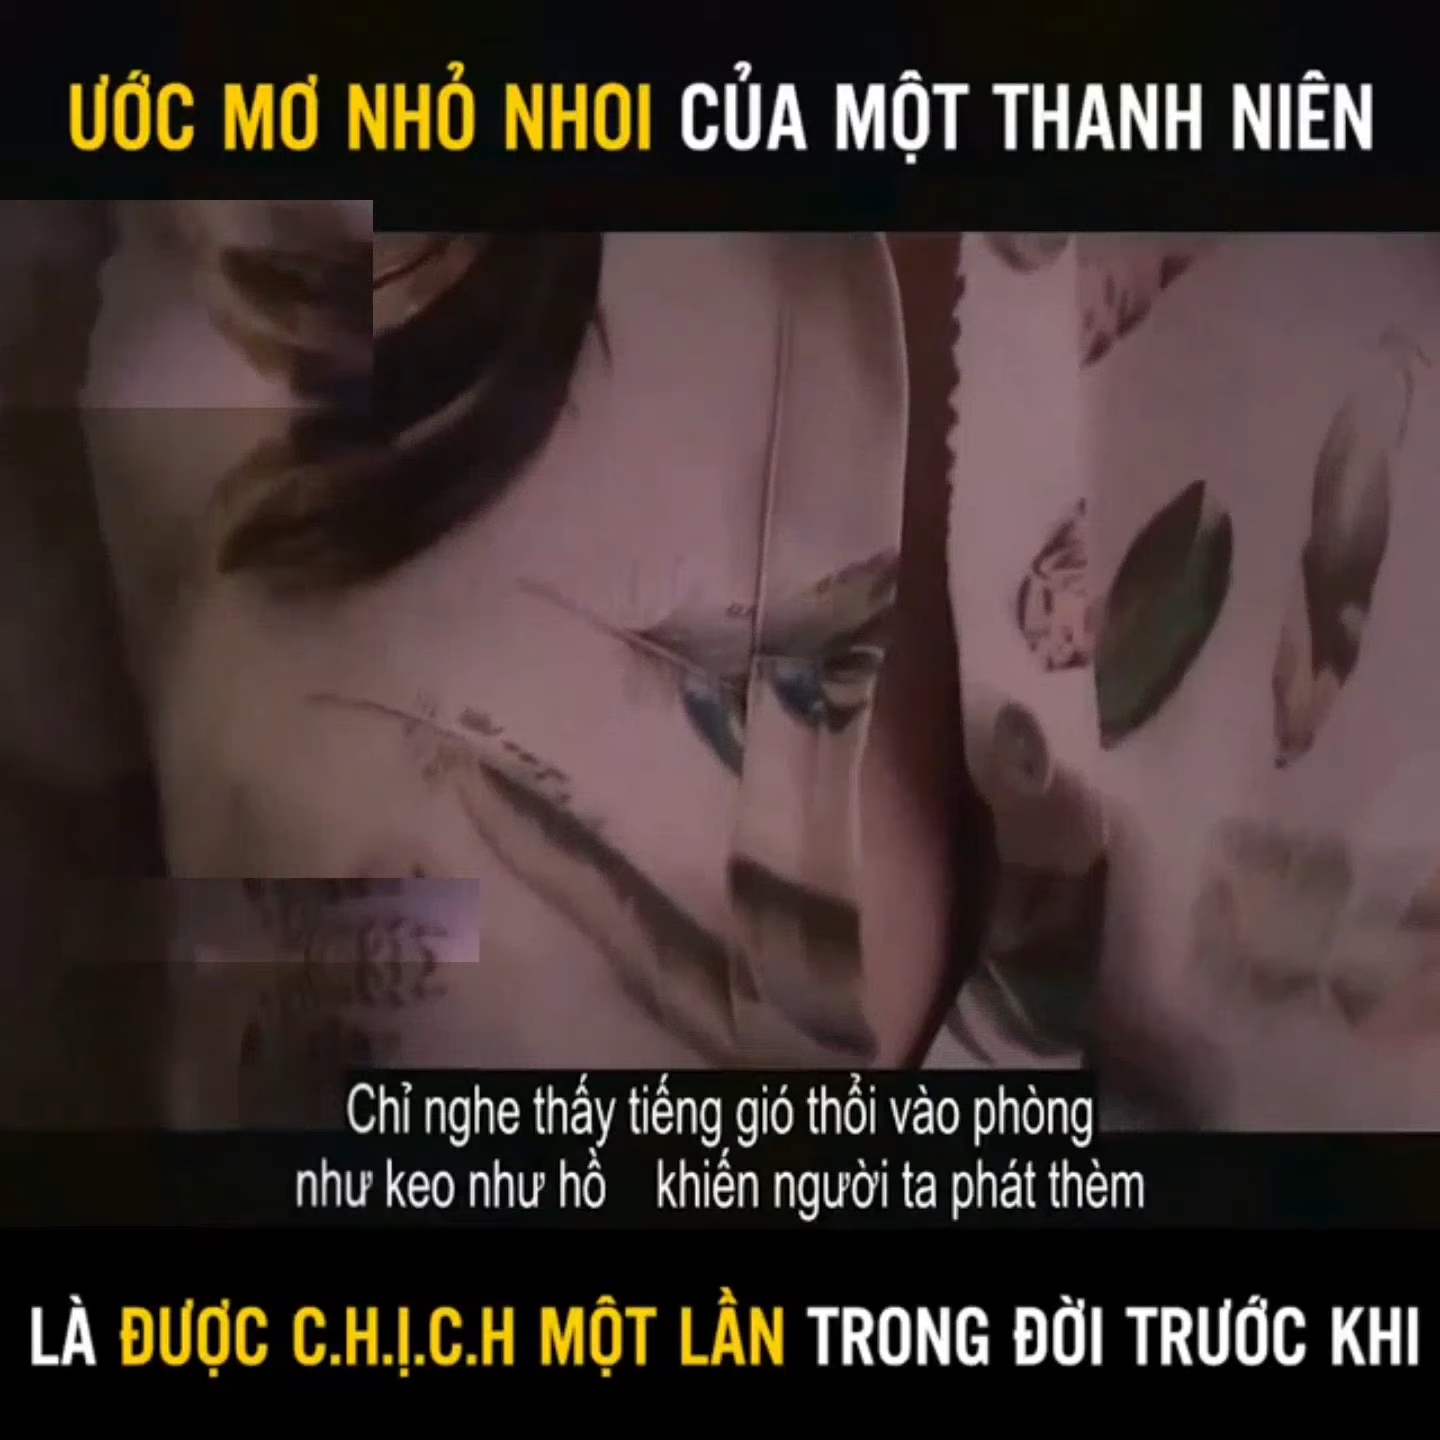 ƯỚC MƠ NHỎ NHOI CỦA MỘT THANH NIÊN
Chỉ nghe thấy tiếng gió thổi vào phòng
như keo như hồ khiến người ta phát thèm
LÀ ĐƯỢC C.H.Ị.C.H MỘT LẦN TRONG ĐỜI TRƯỚC KHI